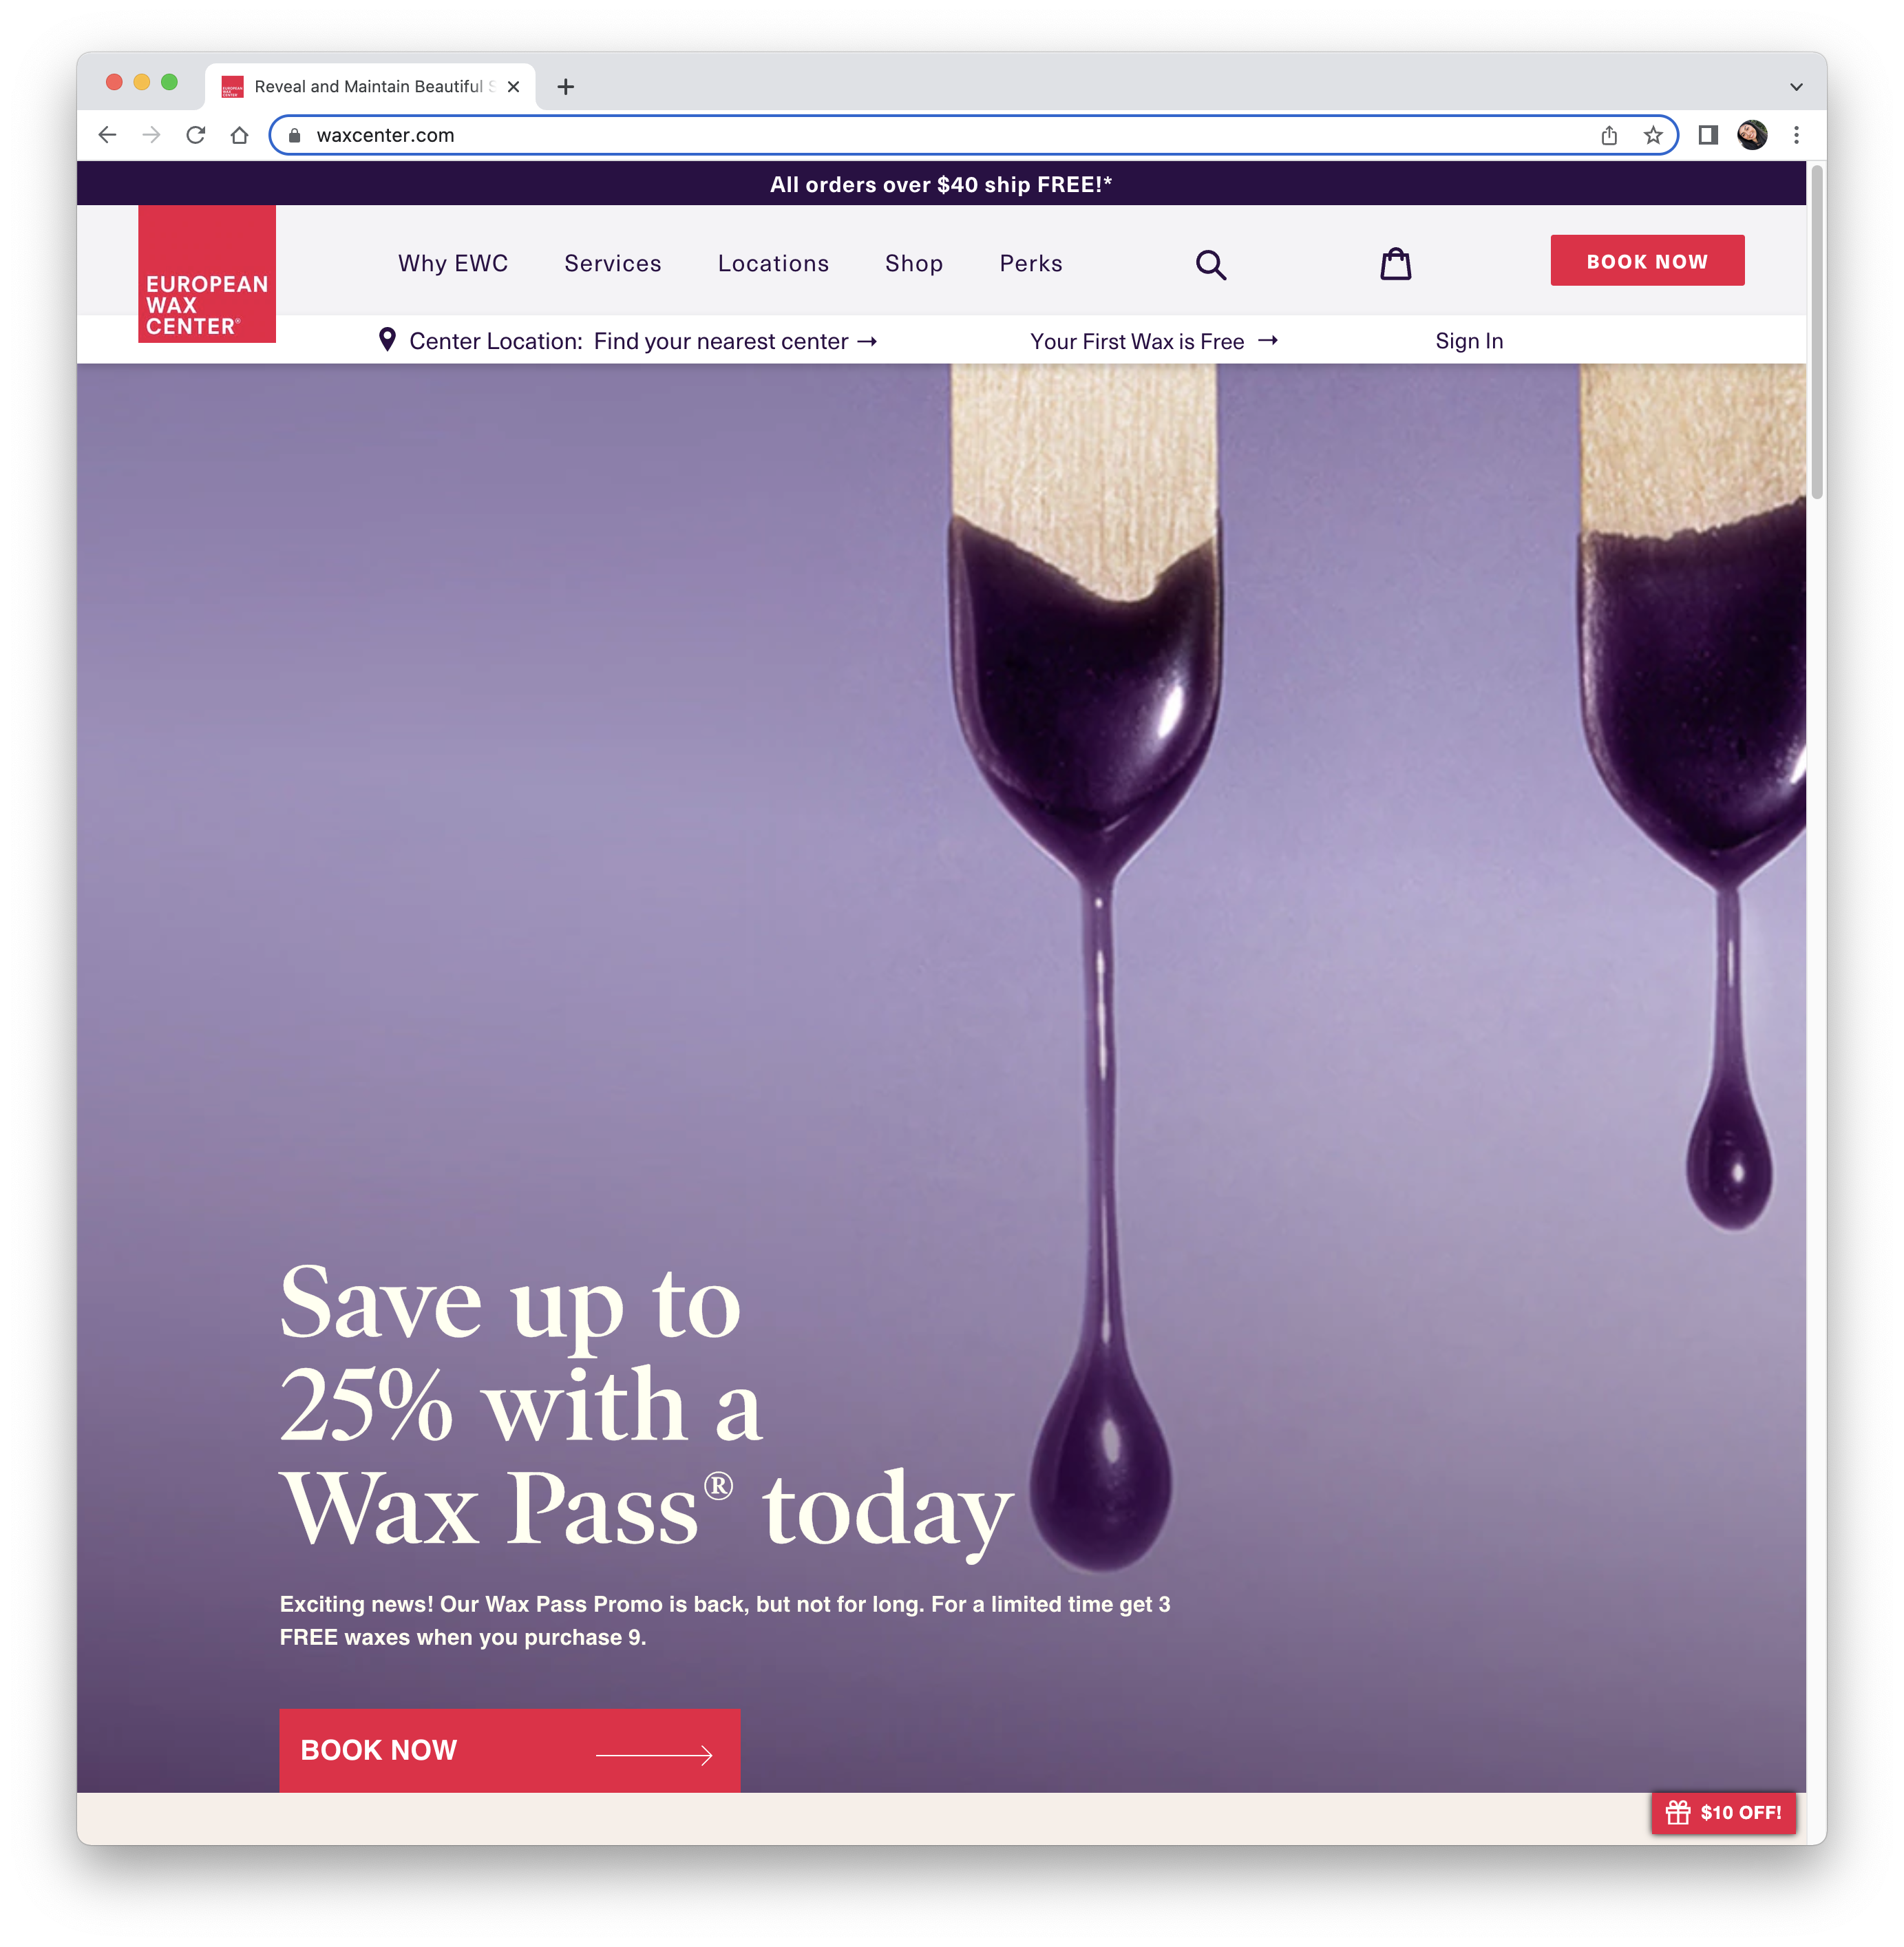 Reveal and Maintain Beautiful S
waxcenter.com
All orders over $40 ship FREE!*
EUROPEAN
WAX
CENTER®
Why EWC Services Locations Shop Perks
BOOK NOW
Center Location: Find your nearest center →
Your First Wax is Free →
Sign In
Save up to
25% with a
Wax Pass® today
Exciting news! Our Wax Pass Promo is back, but not for long. For a limited time get 3
FREE waxes when you purchase 9.
BOOK NOW
$10 OFF!